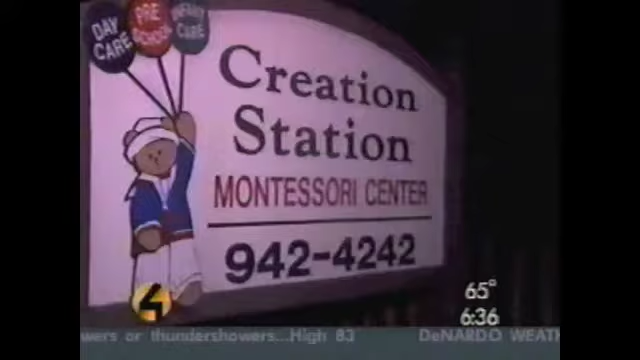 DAY
CARE
PRE
SCHOOL
INFANT
CARE
Creation
Station
MONTESSORI CENTER
942-4242
4
65°
6:36
wers or thundershowers...High 83 DeNARDO WEATH